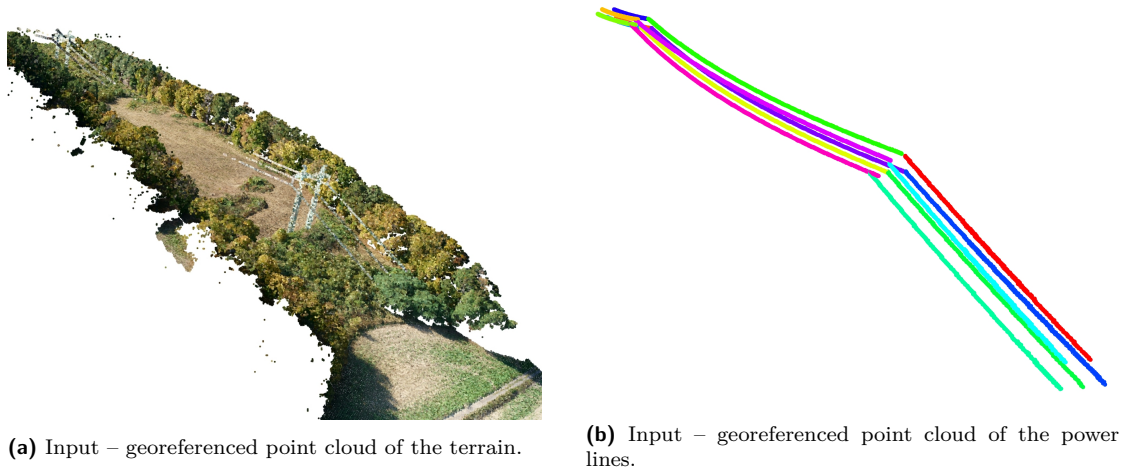 (a) Input – georeferenced point cloud of the terrain.
(b) Input – georeferenced point cloud of the power
lines.